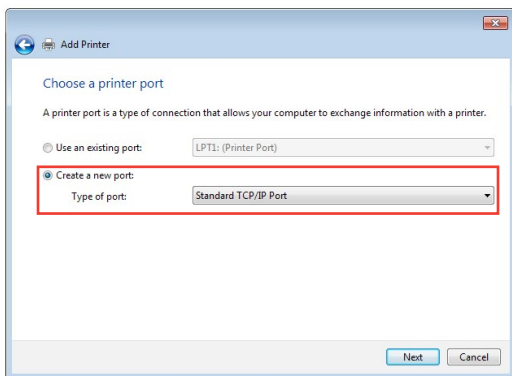 Add Printer
Choose a printer port
A printer port is a type of connection that allows your computer to exchange information with a printer.
Use an existing port: LPT1: (Printer Port)
Create a new port:
Type of port: Standard TCP/IP Port
Next Cancel